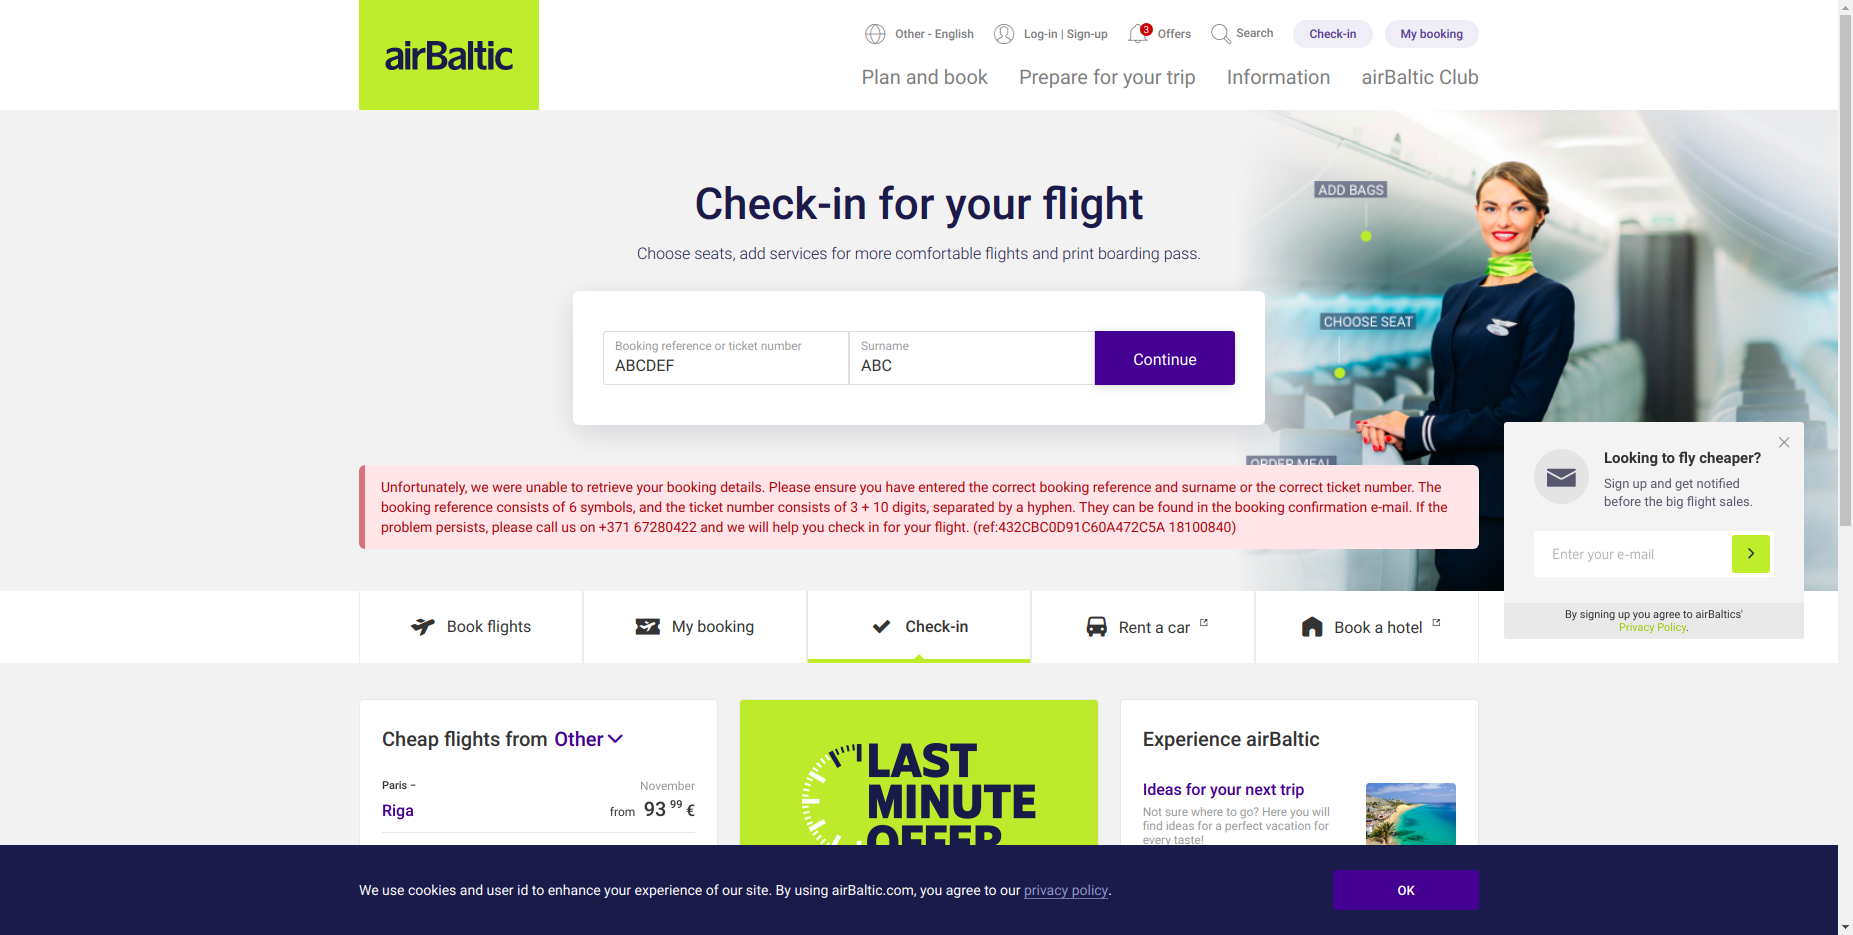 airBaltic
Other - English
Log-in | Sign-up
3
Offers
Search
Check-in
My booking
Plan and book
Prepare for your trip
Information
airBaltic Club
Check-in for your flight
Choose seats, add services for more comfortable flights and print boarding pass.
ADD BAGS
CHOOSE SEAT
ORDER MEAL
Booking reference or ticket number
ABCDEF
Surname
ABC
Continue
Unfortunately, we were unable to retrieve your booking details. Please ensure you have entered the correct booking reference and surname or the correct ticket number. The
booking reference consists of 6 symbols, and the ticket number consists of 3 + 10 digits, separated by a hyphen. They can be found in the booking confirmation e-mail. If the
problem persists, please call us on +371 67280422 and we will help you check in for your flight. (ref:432CBC0D91C60A472C5A 18100840)
Looking to fly cheaper?
Sign up and get notified
before the big flight sales.
Enter your e-mail
By signing up you agree to airBaltics'
Privacy Policy.
Book flights
My booking
Check-in
Rent a car
Book a hotel
Cheap flights from Other
Paris –
November
Riga
from 93 99 €
LAST
MINUTE
OFFER
Experience airBaltic
Ideas for your next trip
Not sure where to go? Here you will
find ideas for a perfect vacation for
every taste!
We use cookies and user id to enhance your experience of our site. By using airBaltic.com, you agree to our privacy policy.
OK